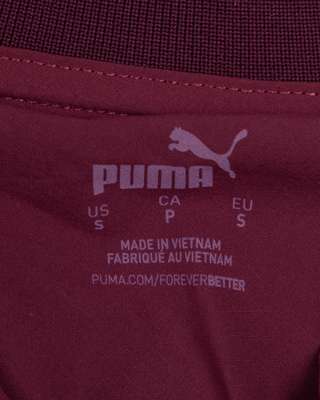 PUMA
US CA EU
S P S
MADE IN VIETNAM
FABRIQUÉ AU VIETNAM
PUMA.COM/FOREVERBETTER